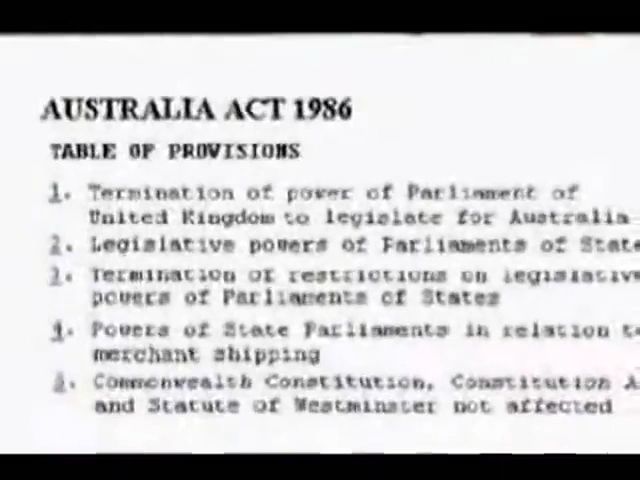 AUSTRALIA ACT 1986
TABLE OF PROVISIONS
1. Termination of power of Parliament of
United Kingdom to legislate for Australia
2. Legislative powers of Parliaments of State
3. Termination of restrictions on legislative
powers of Parliaments of States
4. Powers of State Parliaments in relation to
merchant shipping
5. Commonwealth Constitution, Constitution A
and Statute of Westminster not affected